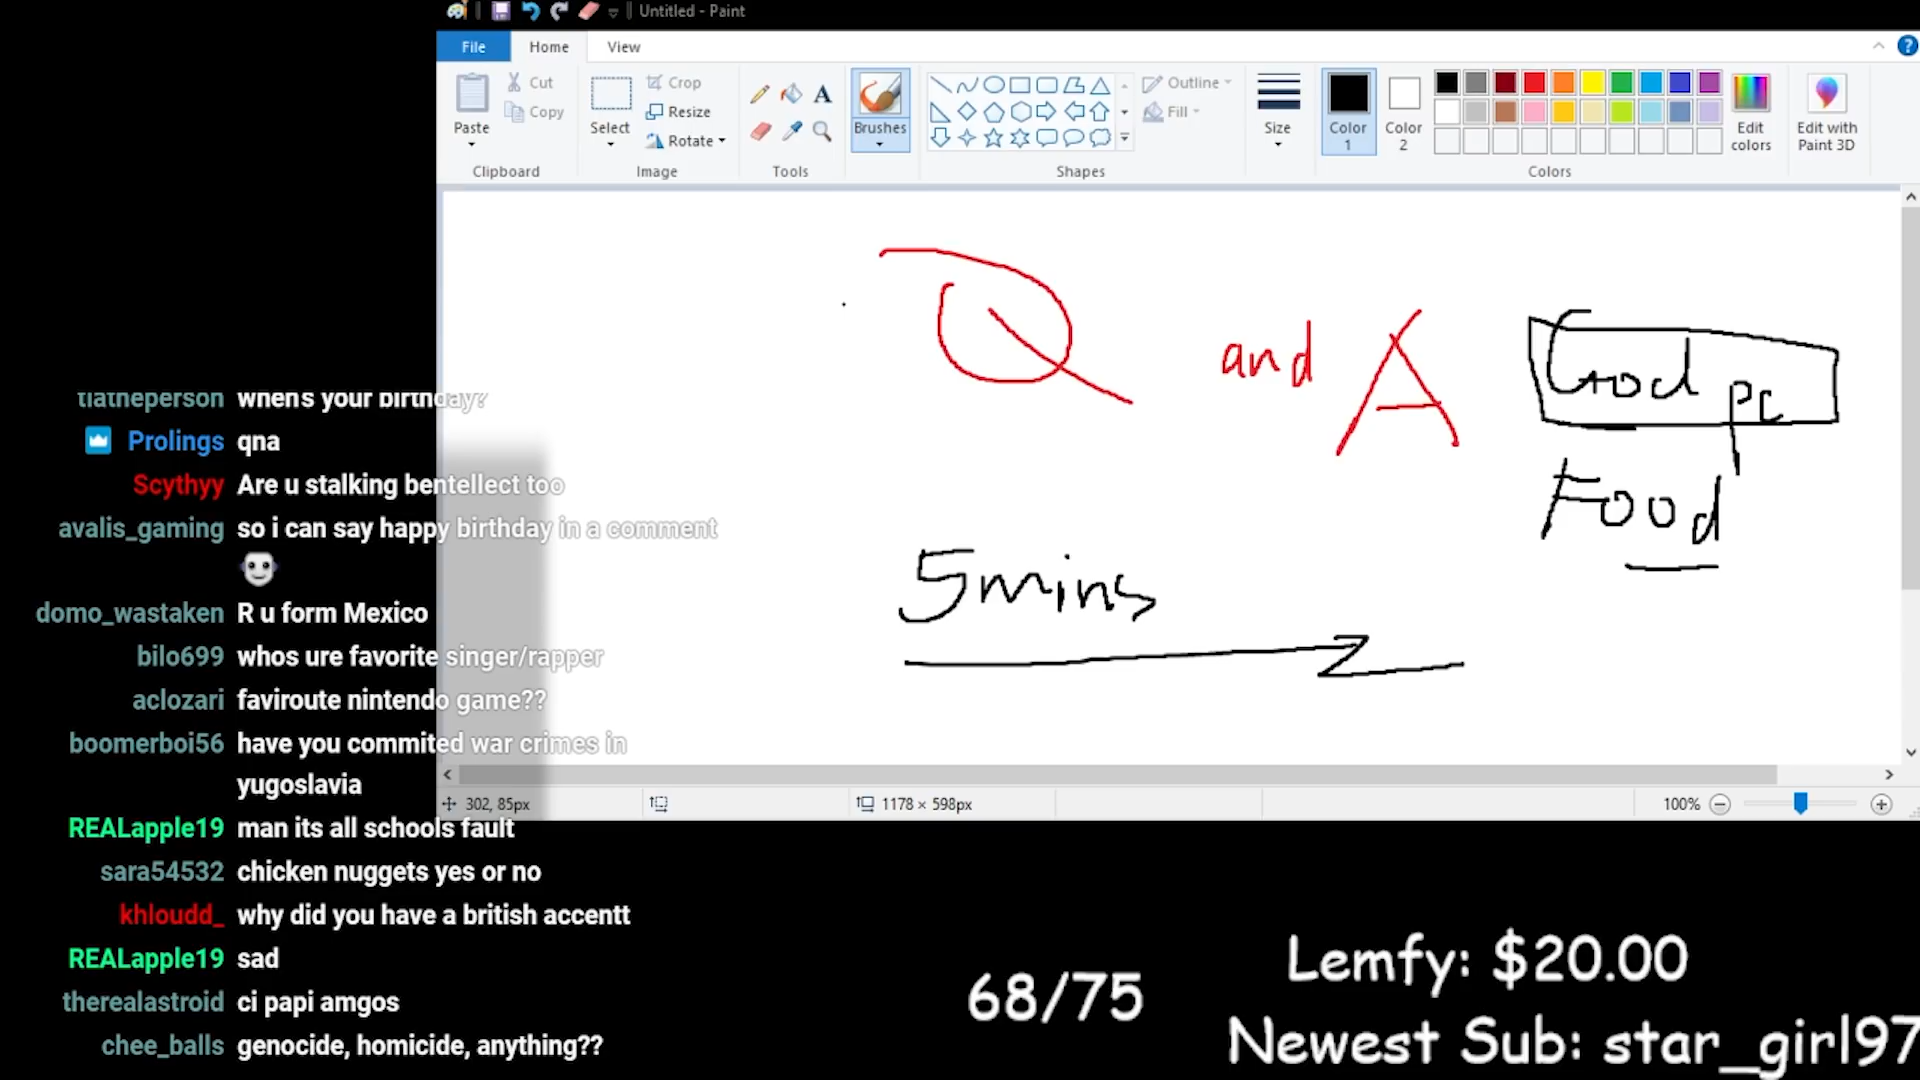 Untitled - Paint
File Home View
Paste
Cut
Copy
Clipboard
Select
Crop
Resize
Rotate
Image
Tools
Brushes
Shapes
Outline
Fill
Size
Color 1
Color 2
Colors
Edit colors
Edit with Paint 3D
Q and A
God pc
Food
5mins
302, 85px
1178 × 598px
100%
tiatheperson when's your birthday?
Prolings qna
Scythyy Are u stalking bentellect too
avalis_gaming so i can say happy birthday in a comment
domo_wastaken R u form Mexico
bilo699 whos ure favorite singer/rapper
aclozari faviroute nintendo game??
boomerboi56 have you commited war crimes in
yugoslavia
REALapple19 man its all schools fault
sara54532 chicken nuggets yes or no
khloudd_ why did you have a british accentt
REALapple19 sad
therealastroid ci papi amgos
chee_balls genocide, homicide, anything??
68/75
Lemfy: $20.00
Newest Sub: star_girl97